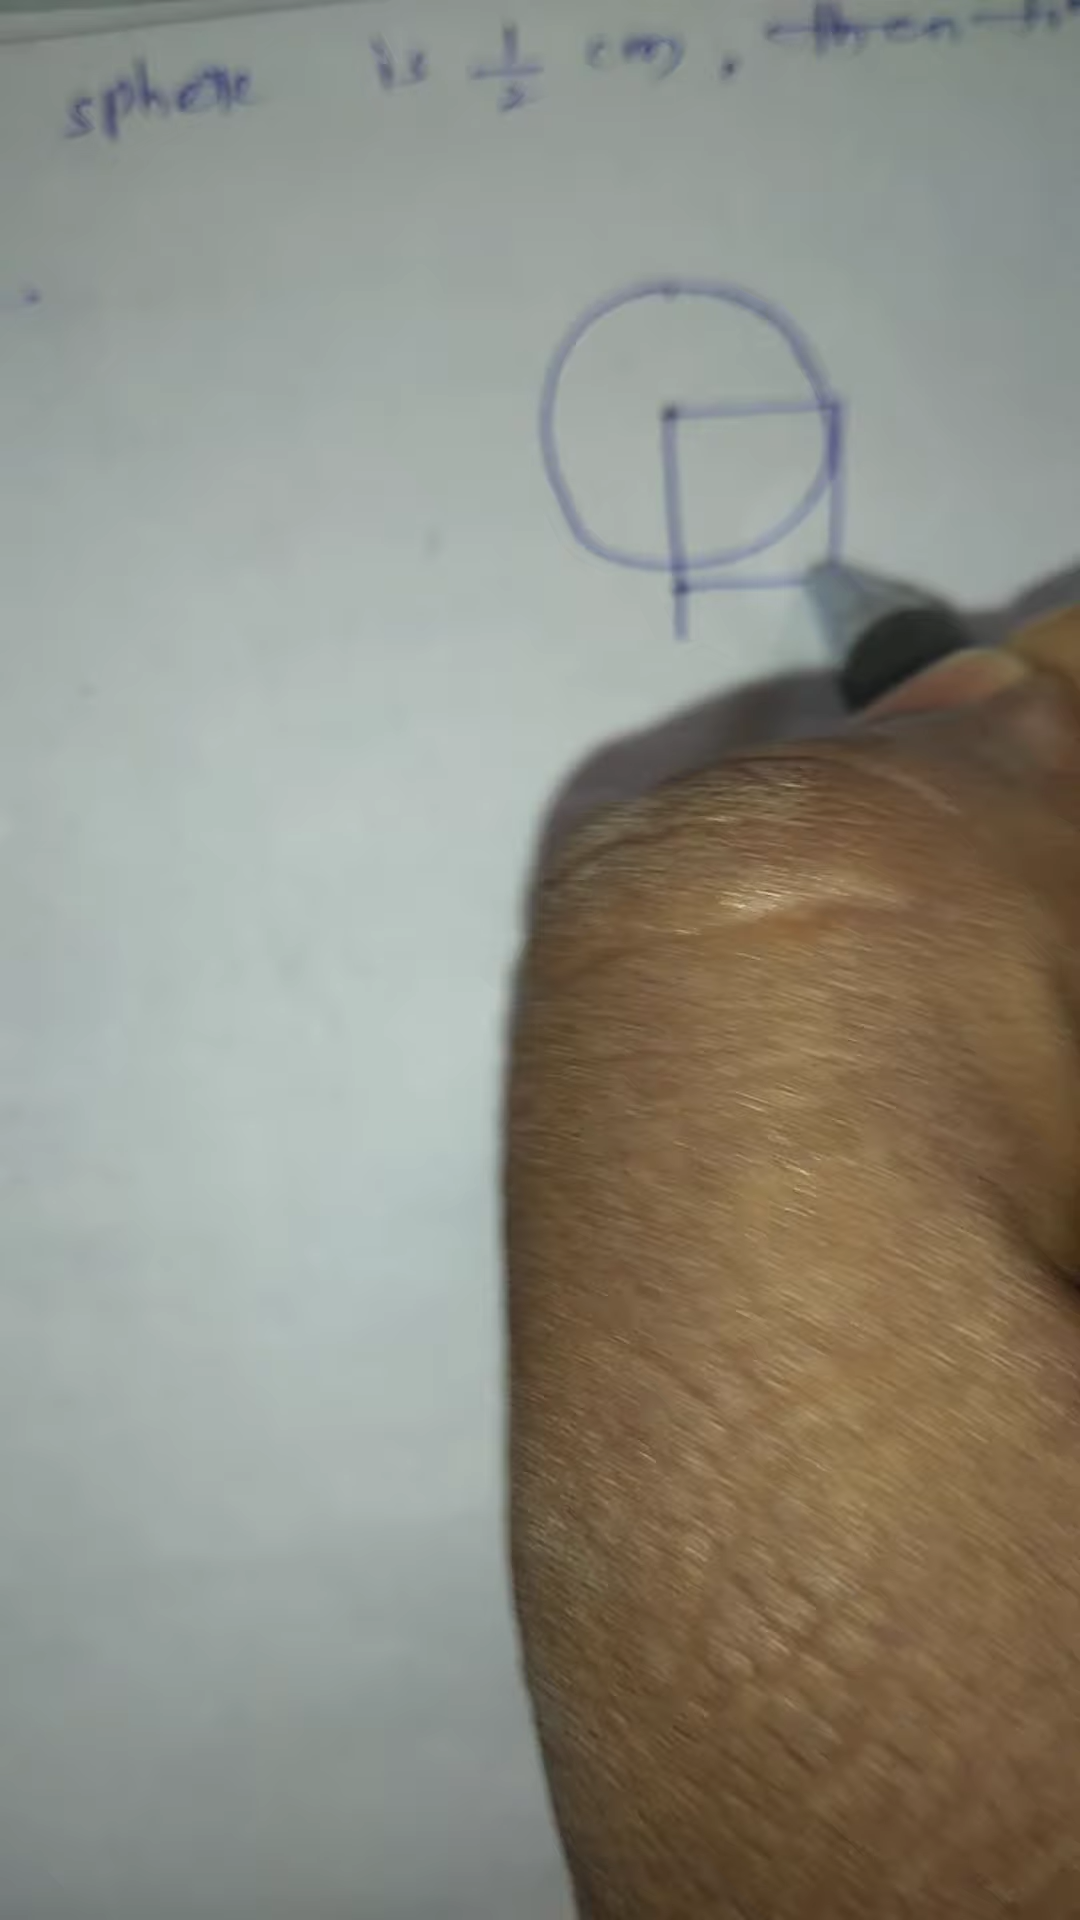 sphere is 1/2 cm, then